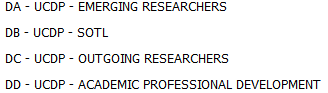 DA - UCDP - EMERGING RESEARCHERS
DB - UCDP - SOTL
DC - UCDP - OUTGOING RESEARCHERS
DD - UCDP - ACADEMIC PROFESSIONAL DEVELOPMENT